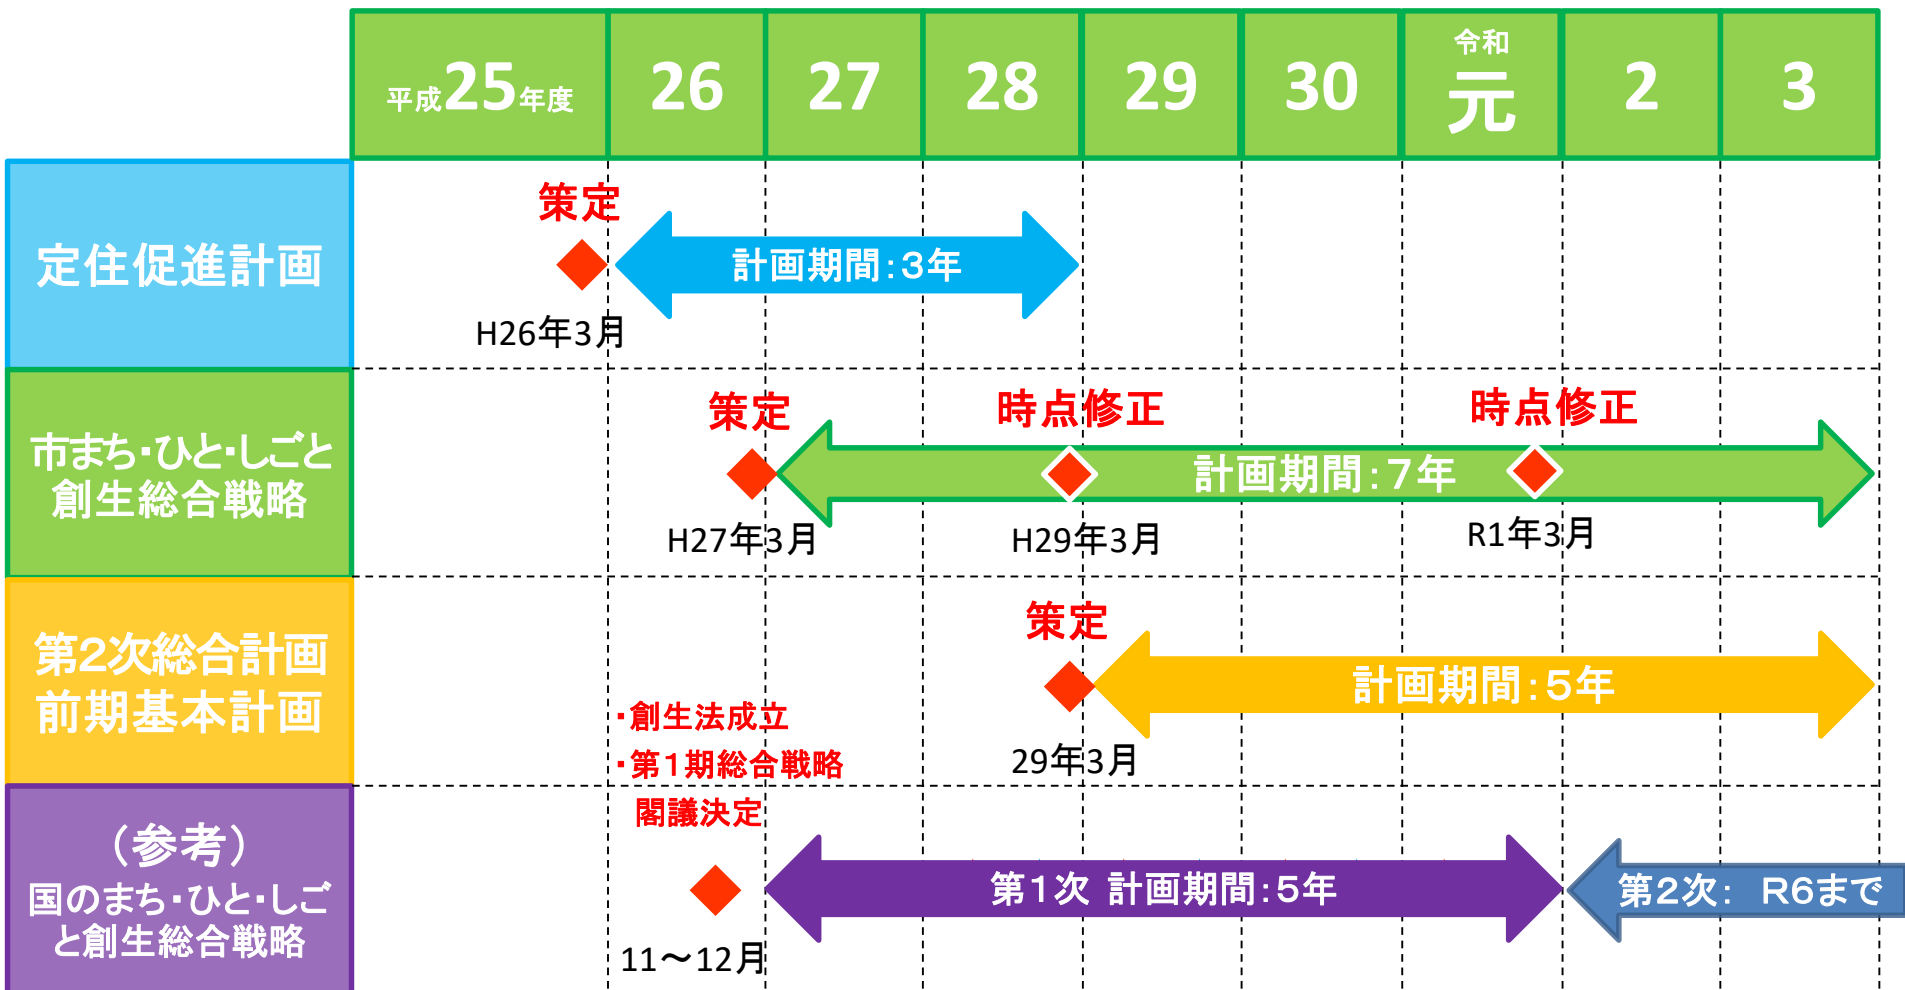 平成25年度
26
27
28
29
30
令和
元
2
3
定住促進計画
策定
計画期間:3年
H26年3月
市まち・ひと・しごと
創生総合戦略
策定
時点修正
時点修正
計画期間:7年
H27年3月
H29年3月
R1年3月
第2次総合計画
前期基本計画
策定
計画期間:5年
29年3月
・創生法成立
・第1期総合戦略
閣議決定
(参考)
国のまち・ひと・しご
と創生総合戦略
第1次 計画期間:5年
第2次: R6まで
11～12月